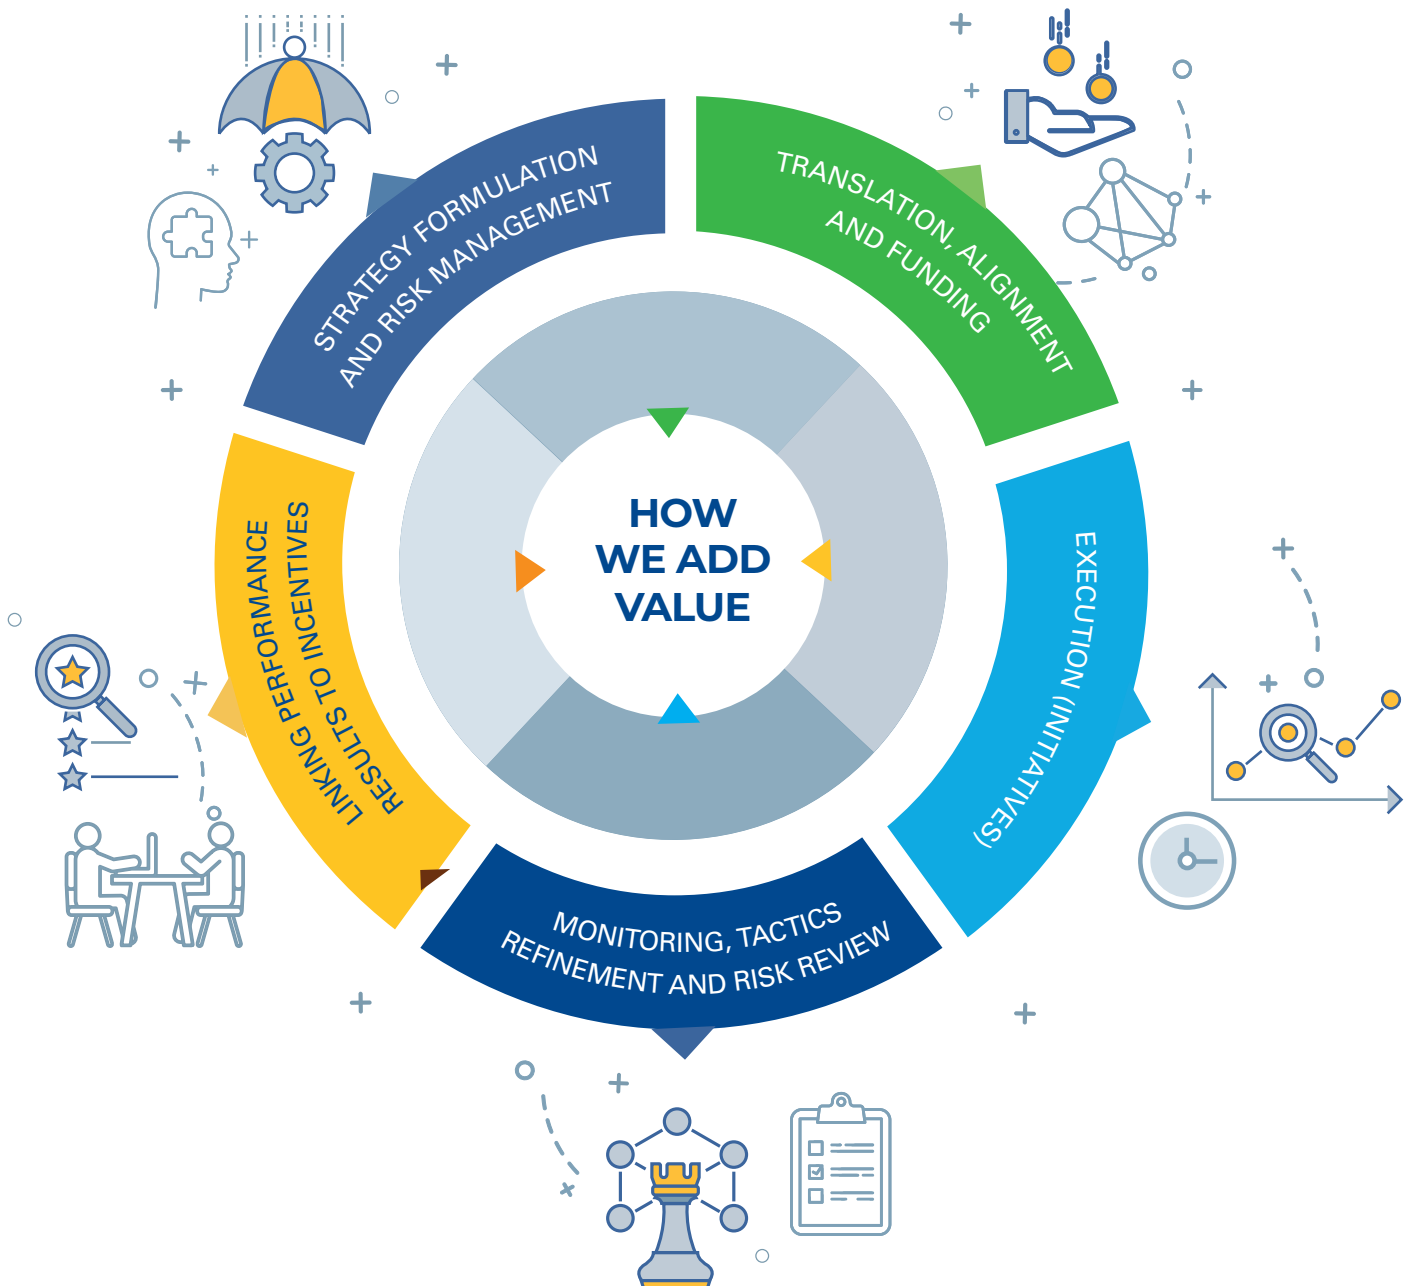 STRATEGY FORMULATION
AND RISK MANAGEMENT
TRANSLATION, ALIGNMENT
AND FUNDING
HOW
WE ADD
VALUE
LINKING PERFORMANCE
RESULTS TO INCENTIVES
EXECUTION (INITIATIVES)
MONITORING, TACTICS
REFINEMENT AND RISK REVIEW